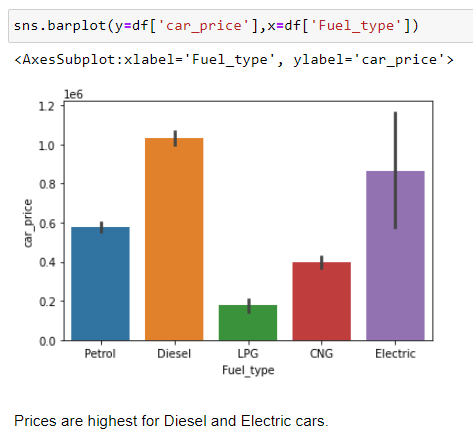 sns.barplot(y=df['car_price'],x=df['Fuel_type'])
<AxesSubplot:xlabel='Fuel_type', ylabel='car_price'>
1e6
1.2
1.0
0.8
0.6
0.4
0.2
0.0
car_price
Petrol Diesel LPG CNG Electric
Fuel_type
Prices are highest for Diesel and Electric cars.